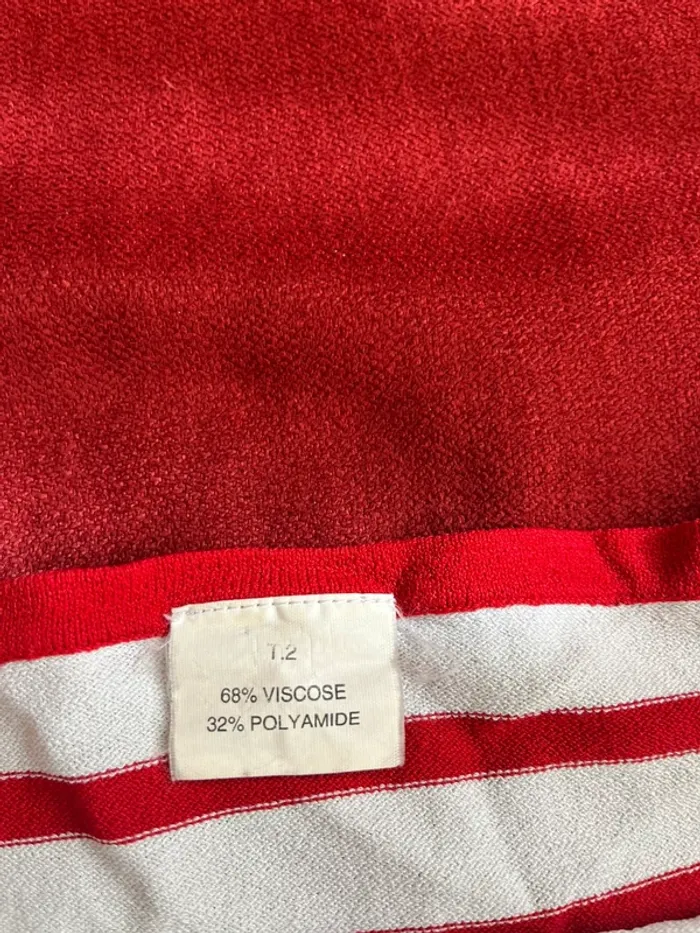 T.2
68% VISCOSE
32% POLYAMIDE